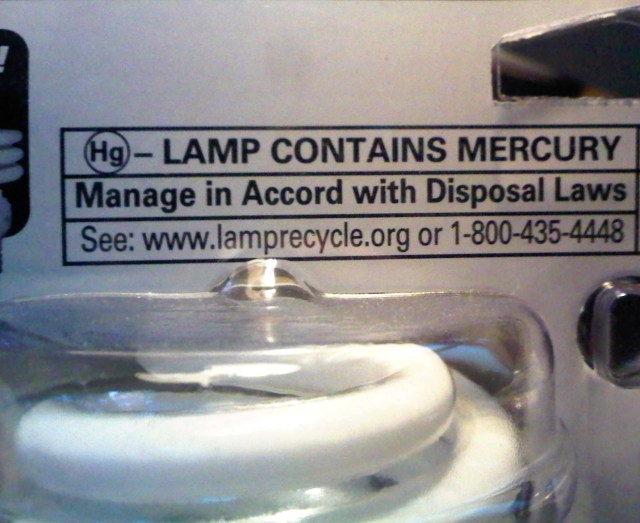 !
Hg – LAMP CONTAINS MERCURY
Manage in Accord with Disposal Laws
See: www.lamprecycle.org or 1-800-435-4448